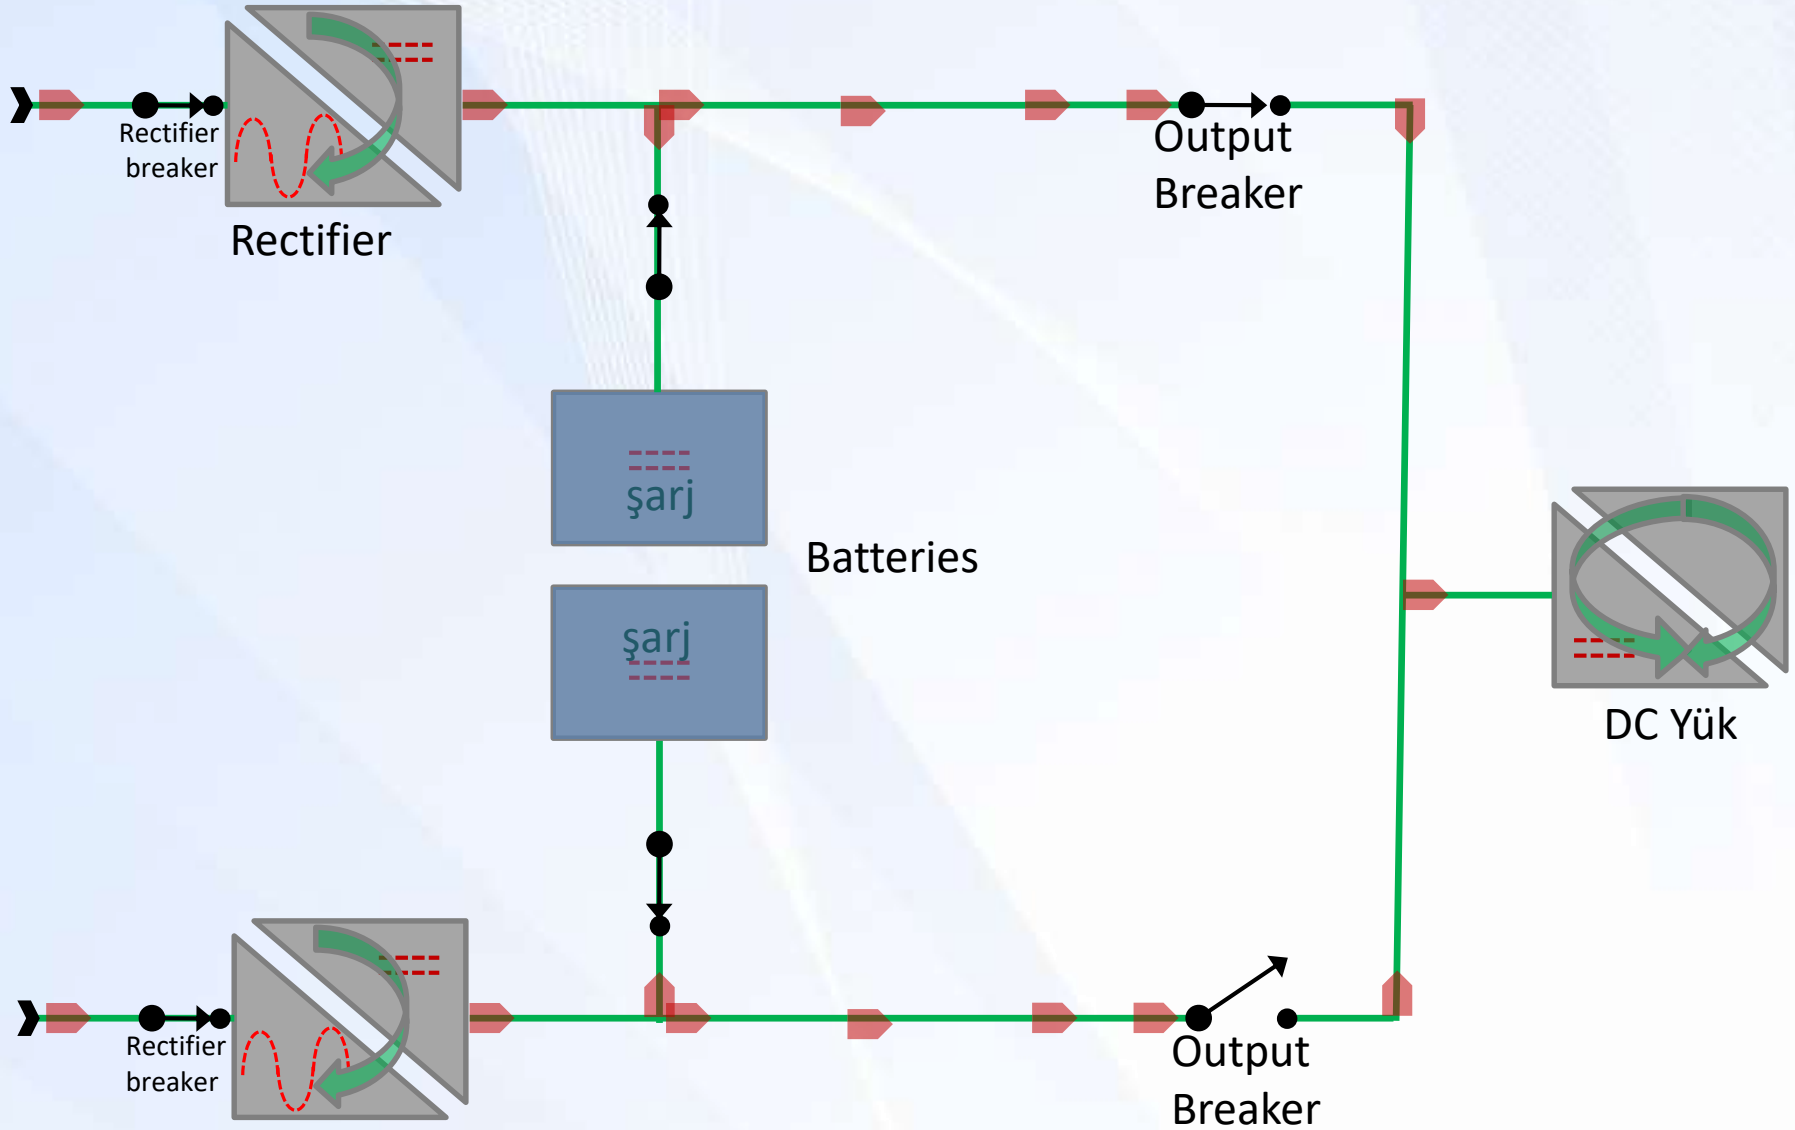 Rectifier
breaker
Rectifier
Output
Breaker
şarj
Batteries
şarj
DC Yük
Rectifier
breaker
Output
Breaker